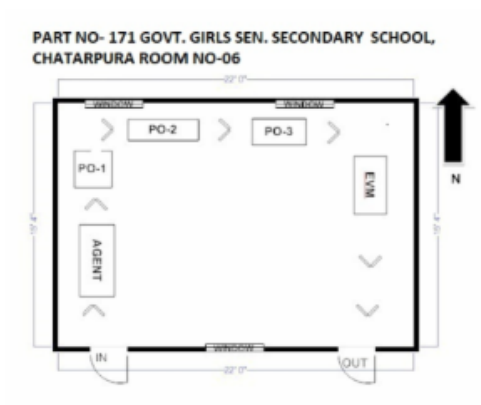 PART NO- 171 GOVT. GIRLS SEN. SECONDARY SCHOOL,
CHATARPURA ROOM NO-06
22' 0"
WINDOW WINDOW
PO-2 PO-3
PO-1 EVM
N
AGENT
WINDOW
IN OUT
22' 0"